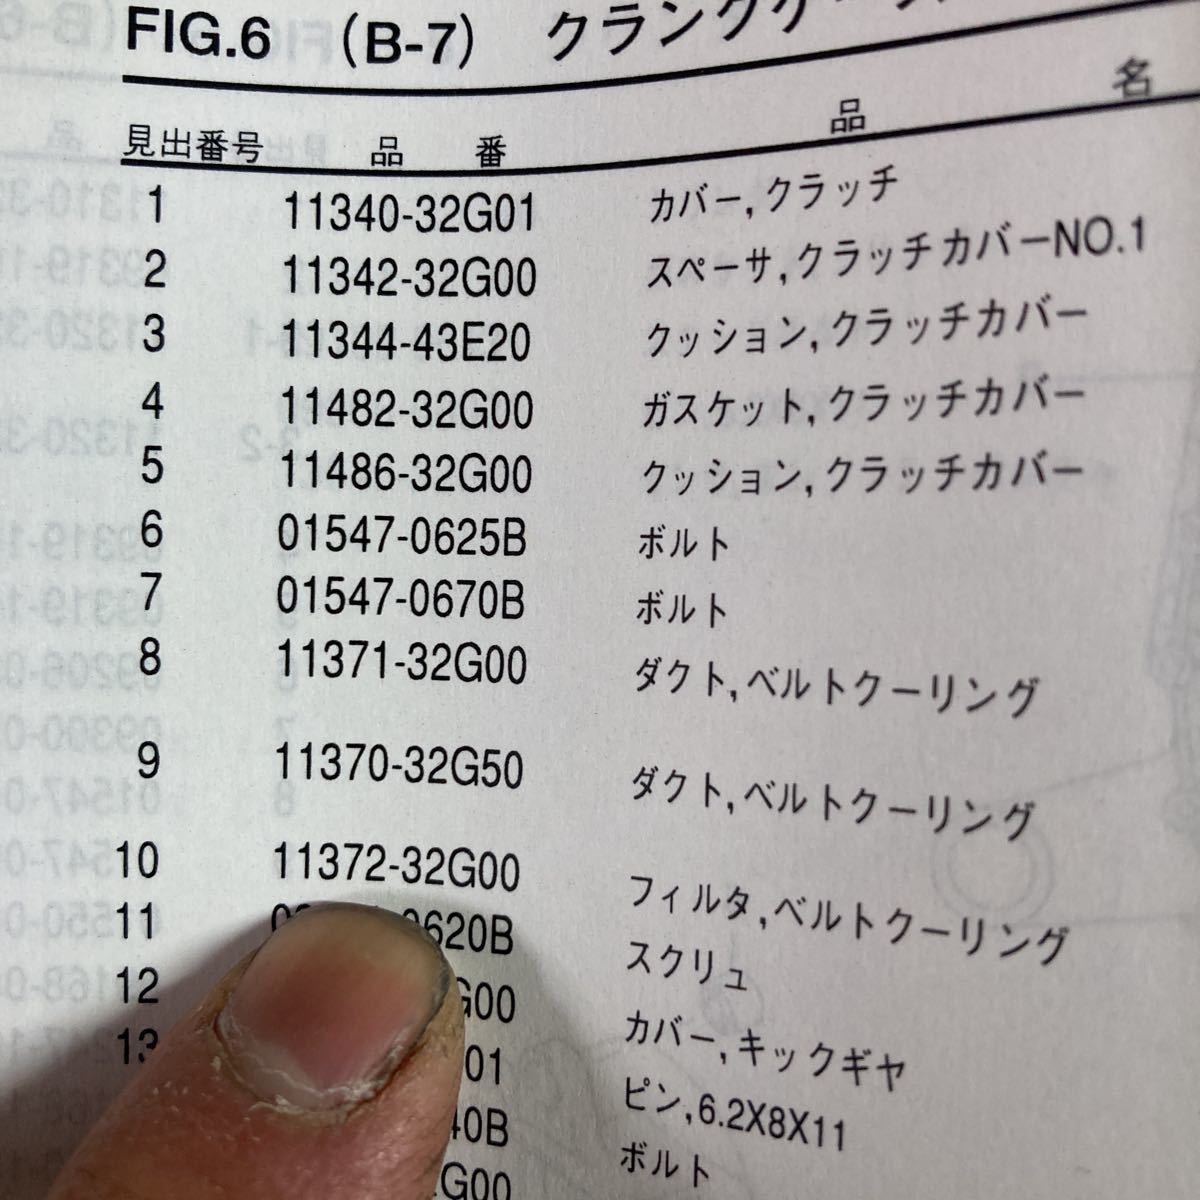 FIG.6 (B-7) クランクケース
見出番号 品 番 品 名
1 11340-32G01 カバー,クラッチ
2 11342-32G00 スペーサ,クラッチカバーNO.1
3 11344-43E20 クッション,クラッチカバー
4 11482-32G00 ガスケット,クラッチカバー
5 11486-32G00 クッション,クラッチカバー
6 01547-0625B ボルト
7 01547-0670B ボルト
8 11371-32G00 ダクト,ベルトクーリング
9 11370-32G50 ダクト,ベルトクーリング
10 11372-32G00 フィルタ,ベルトクーリング
11 0620B スクリュ
12 G00 カバー,キックギヤ
13 01 ピン,6.2X8X11
40B ボルト
G00